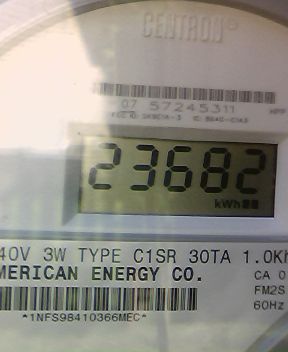 CENTRON
07 57245311
23682
kWh
40V 3W TYPE C1SR 30TA 1.0Kh
MERICAN ENERGY CO.
CA 0
FM2S
60Hz
*1NFS98410366MEC*